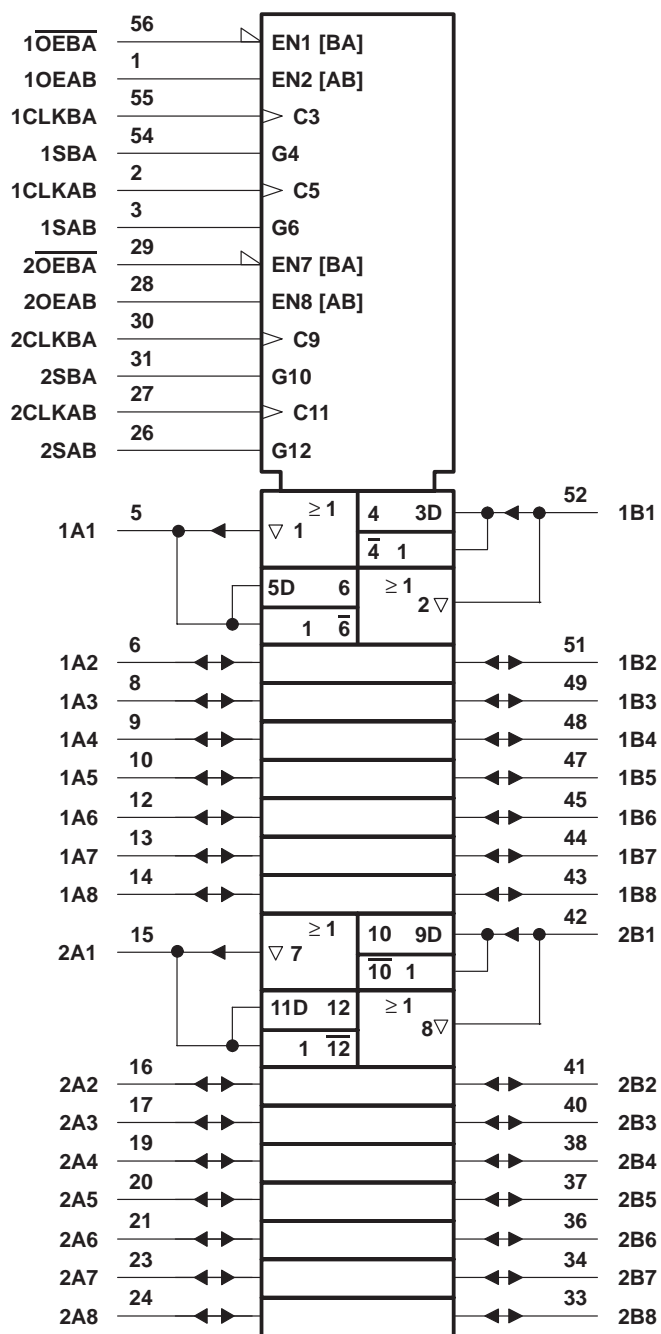 1O̅E̅B̅A̅ 56 EN1 [BA]
1OEAB 1 EN2 [AB]
1CLKBA 55 C3
1SBA 54 G4
1CLKAB 2 C5
1SAB 3 G6
2O̅E̅B̅A̅ 29 EN7 [BA]
2OEAB 28 EN8 [AB]
2CLKBA 30 C9
2SBA 31 G10
2CLKAB 27 C11
2SAB 26 G12
1A1 5 ≥ 1 ▽ 1 4 3D 52 1B1
4̅ 1
5D 6 ≥ 1 2 ▽
1 6̅
1A2 6 51 1B2
1A3 8 49 1B3
1A4 9 48 1B4
1A5 10 47 1B5
1A6 12 45 1B6
1A7 13 44 1B7
1A8 14 43 1B8
2A1 15 ≥ 1 ▽ 7 10 9D 42 2B1
1̅0̅ 1
11D 12 ≥ 1 8 ▽
1 1̅2̅
2A2 16 41 2B2
2A3 17 40 2B3
2A4 19 38 2B4
2A5 20 37 2B5
2A6 21 36 2B6
2A7 23 34 2B7
2A8 24 33 2B8